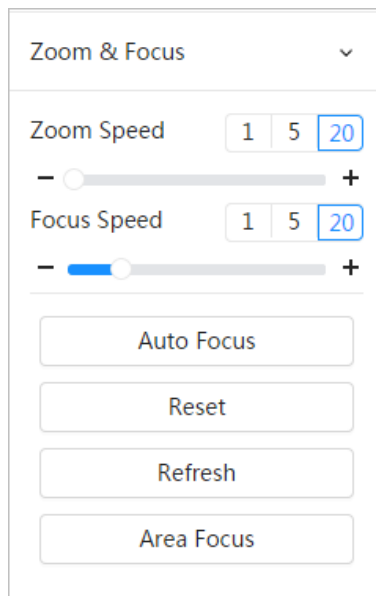 Zoom & Focus
Zoom Speed 1 5 20
− +
Focus Speed 1 5 20
− +
Auto Focus
Reset
Refresh
Area Focus